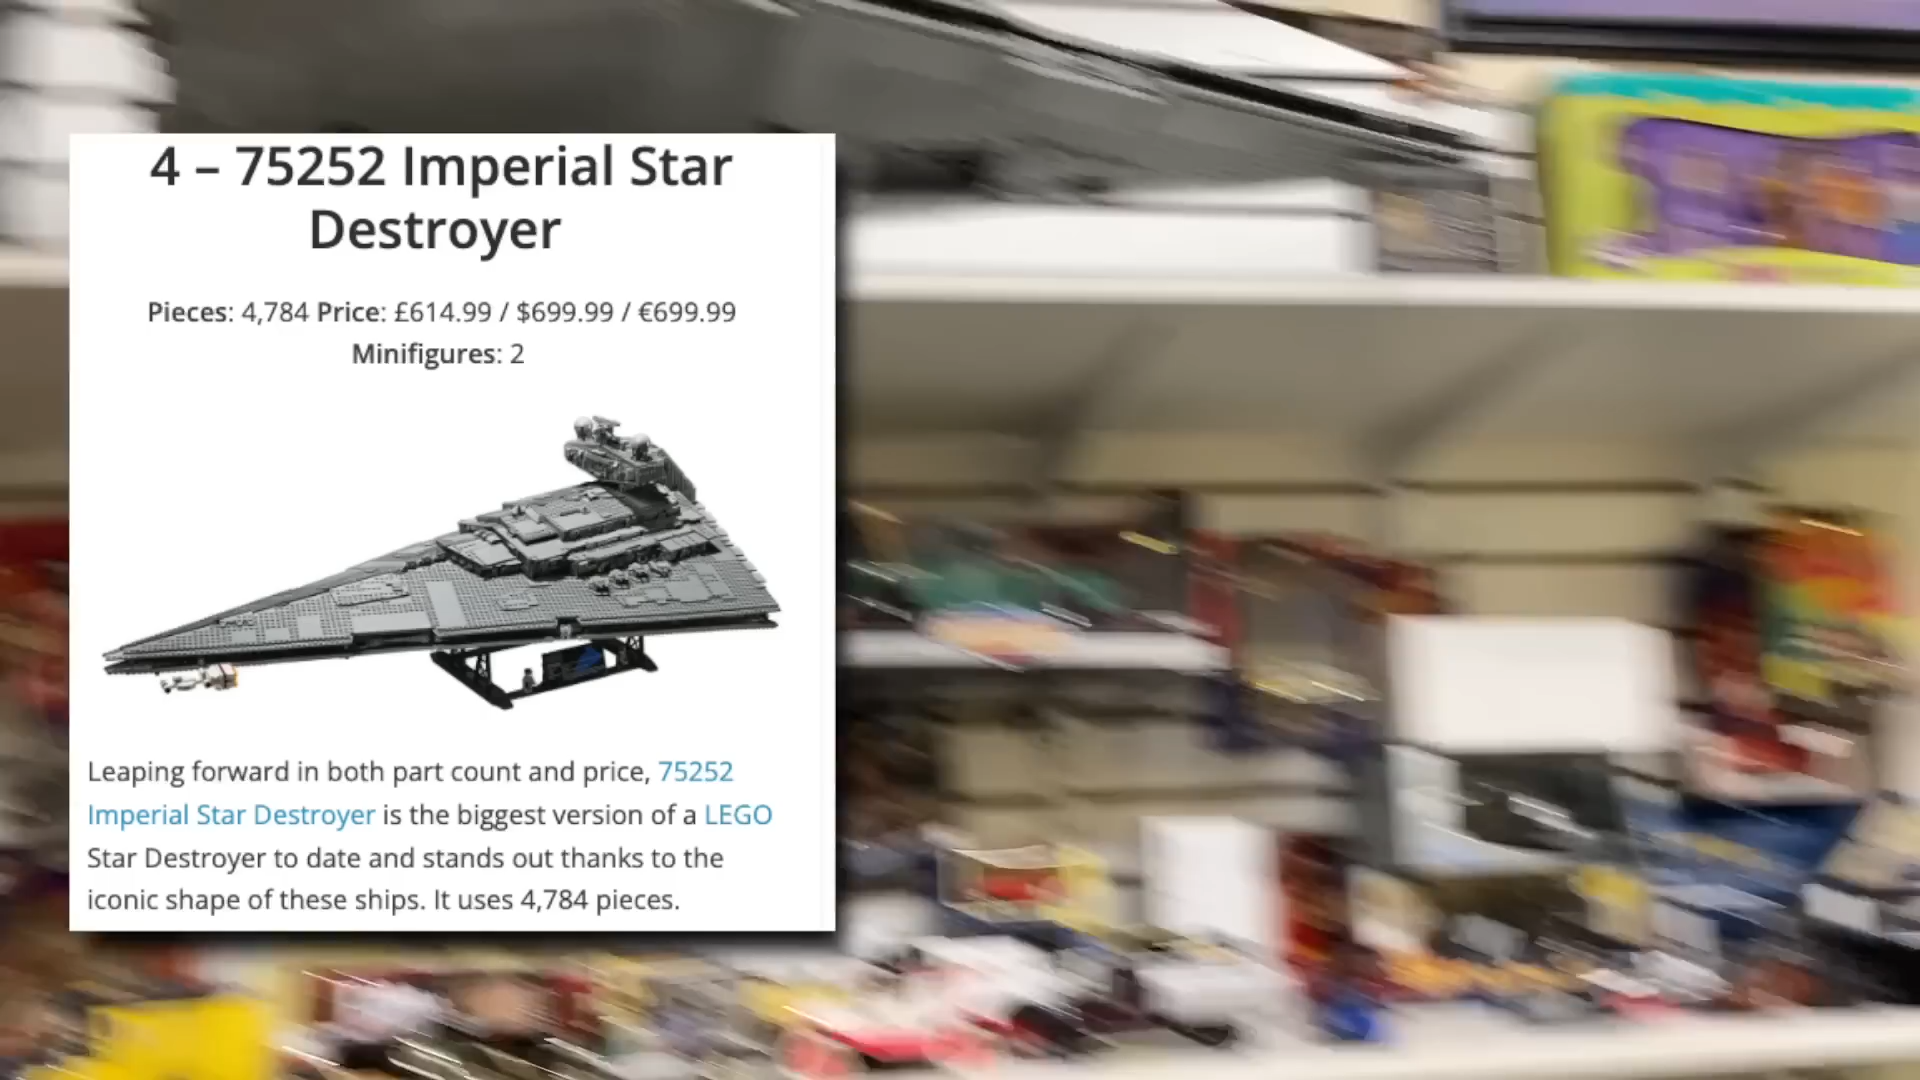 4 – 75252 Imperial Star
Destroyer
Pieces: 4,784 Price: £614.99 / $699.99 / €699.99
Minifigures: 2
Leaping forward in both part count and price, 75252
Imperial Star Destroyer is the biggest version of a LEGO
Star Destroyer to date and stands out thanks to the
iconic shape of these ships. It uses 4,784 pieces.